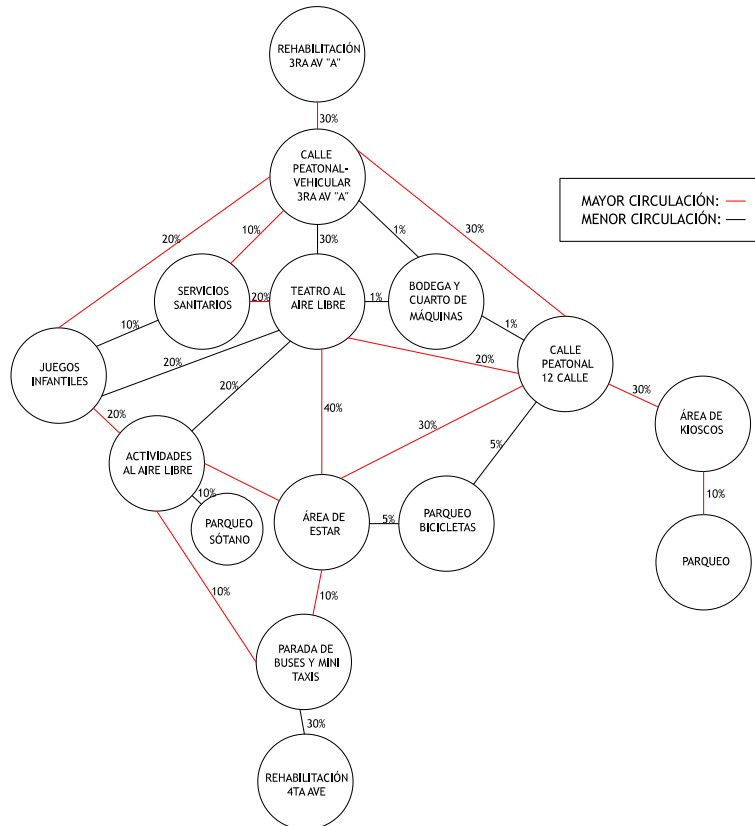 REHABILITACIÓN
3RA AV "A"
30%
CALLE
PEATONAL-
VEHICULAR
3RA AV "A"
MAYOR CIRCULACIÓN:
MENOR CIRCULACIÓN:
20%
10%
30%
1%
30%
SERVICIOS
SANITARIOS
20%
TEATRO AL
AIRE LIBRE
1%
BODEGA Y
CUARTO DE
MÁQUINAS
10%
1%
JUEGOS
INFANTILES
20%
20%
20%
CALLE
PEATONAL
12 CALLE
20%
40%
30%
30%
ÁREA DE
KIOSCOS
5%
ACTIVIDADES
AL AIRE LIBRE
10%
PARQUEO
SÓTANO
ÁREA DE
ESTAR
5%
PARQUEO
BICICLETAS
10%
PARQUEO
10%
10%
PARADA DE
BUSES Y MINI
TAXIS
30%
REHABILITACIÓN
4TA AVE